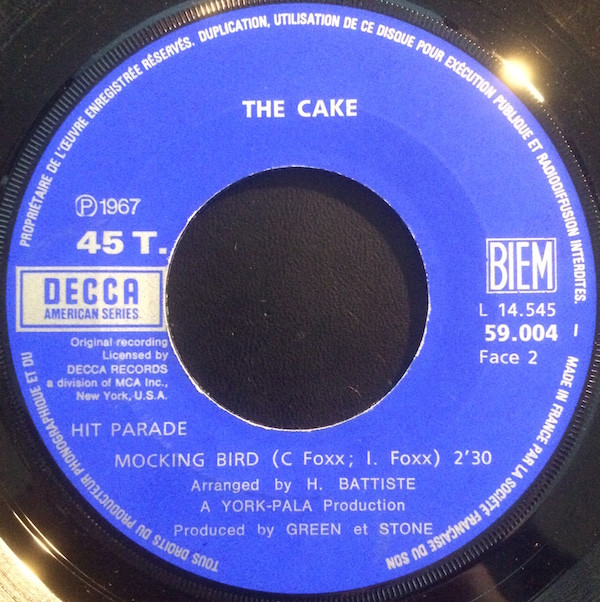 PROPRIÉTAIRE DE L'ŒUVRE ENREGISTRÉE RÉSERVÉS. DUPLICATION, UTILISATION DE CE DISQUE POUR EXÉCUTION PUBLIQUE ET RADIODIFFUSION INTERDITES. — MADE IN FRANCE PAR LA SOCIÉTÉ FRANÇAISE DU SON
THE CAKE
Ⓟ1967
45 T.
BIEM
DECCA
AMERICAN SERIES
L 14.545
59.004
Face 2
Original recording
Licensed by
DECCA RECORDS
a division of MCA Inc.,
New York, U.S.A.
HIT PARADE
MOCKING BIRD (C Foxx; I. Foxx) 2'30
Arranged by H. BATTISTE
A YORK-PALA Production
Produced by GREEN et STONE
TOUS DROITS DU PRODUCTEUR PHONOGRAPHIQUE ET DU